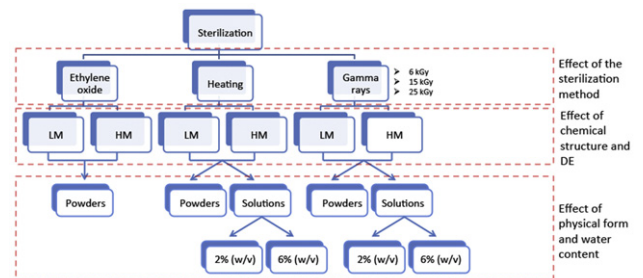 Sterilization
Ethylene
oxide
Heating
Gamma
rays
➤ 6 kGy
➤ 15 kGy
➤ 25 kGy
Effect of the
sterilization
method
LM
HM
LM
HM
LM
HM
Effect of
chemical
structure and
DE
Powders
Powders
Solutions
Powders
Solutions
2% (w/v)
6% (w/v)
2% (w/v)
6% (w/v)
Effect of
physical form
and water
content